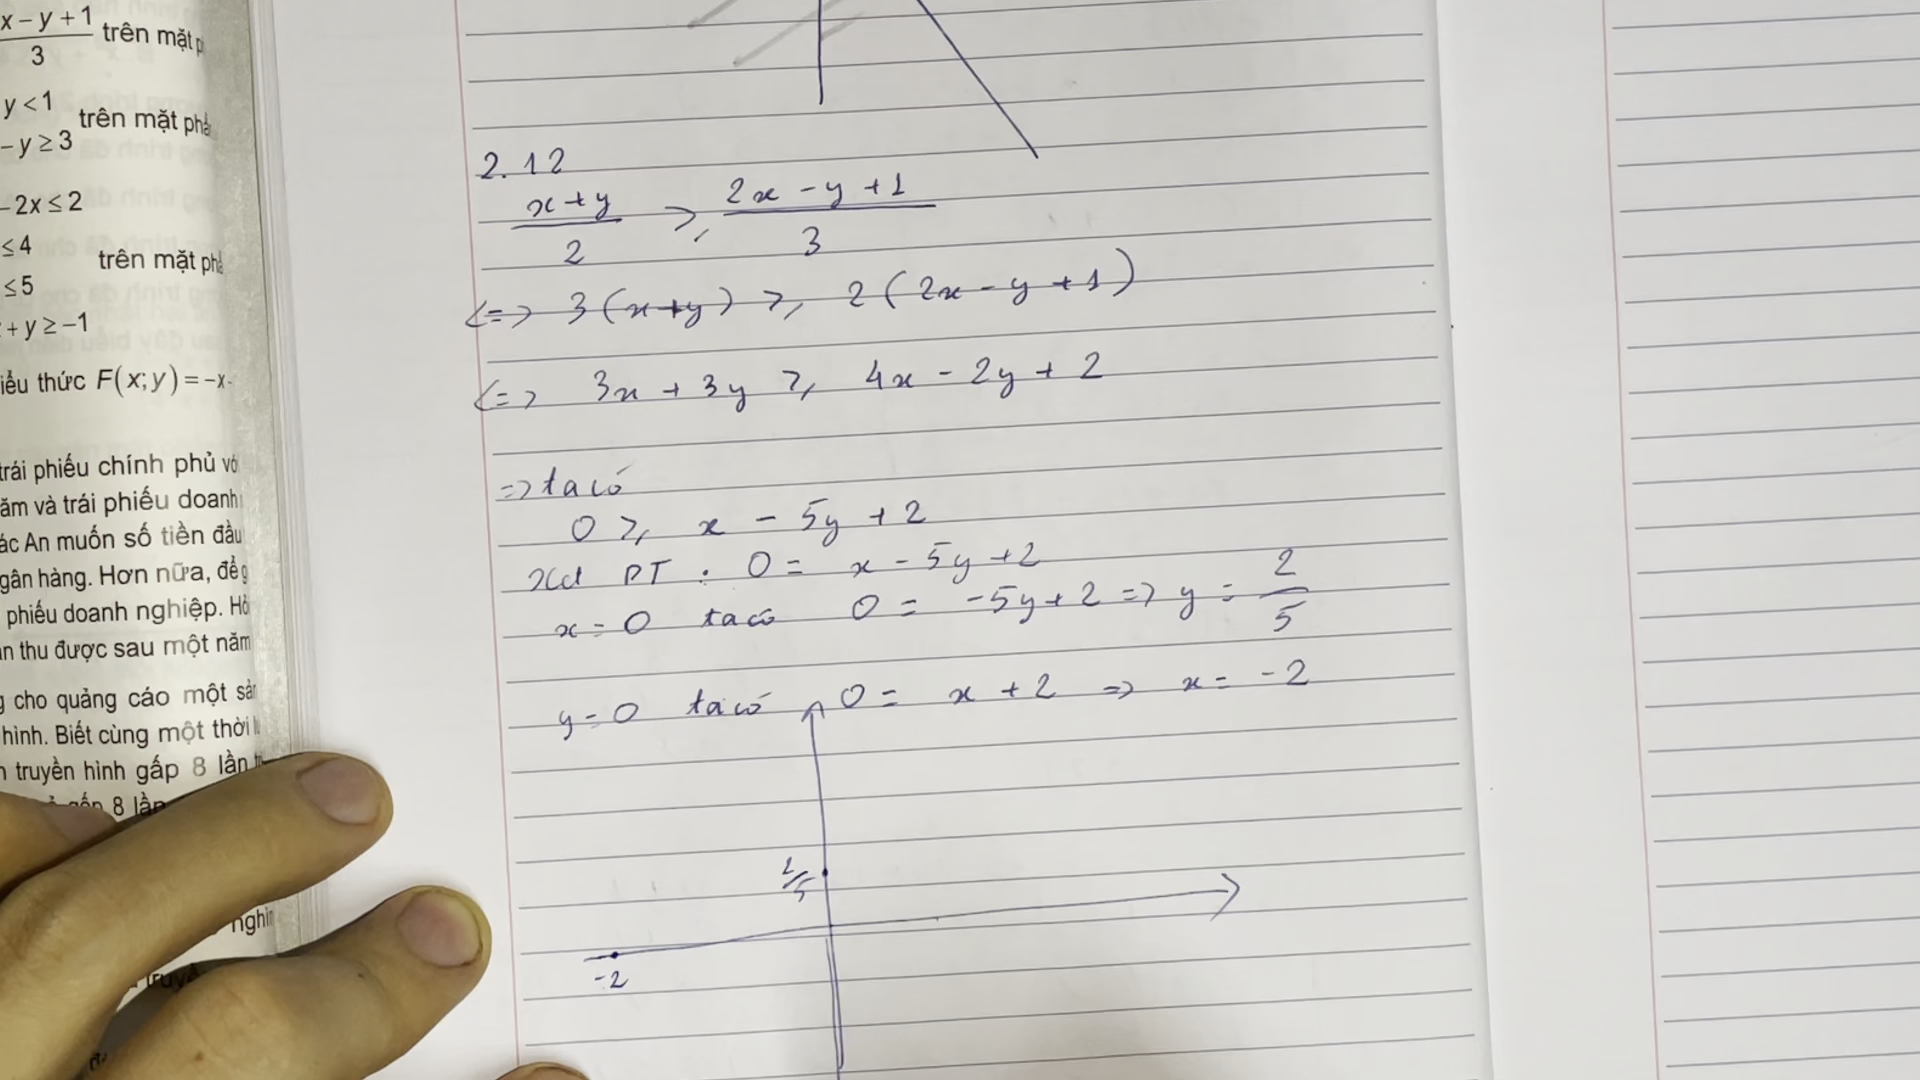 x − y + 1
3
trên mặt
y < 1
− y ≥ 3
trên mặt
− 2x ≤ 2
≤ 4
≤ 5
+ y ≥ −1
trên mặt
iểu thức F(x; y) = −x
trái phiếu chính phủ
ăm và trái phiếu doanh
ác An muốn số tiền đầu
gân hàng. Hơn nữa, để
phiếu doanh nghiệp.
n thu được sau một năm
cho quảng cáo một
hình. Biết cùng một thời
truyền hình gấp 8 lần
gấp 8 lần
2.12
x + y
2
≥
2x − y + 1
3
<=> 3(x+y) ≥ 2(2x − y + 1)
<=> 3x + 3y ≥ 4x − 2y + 2
=> ta có
0 ≥ x − 5y + 2
PT : 0 = x − 5y + 2
x = 0 ta có 0 = −5y + 2 => y = 2/5
y = 0 ta có 0 = x + 2 => x = −2
2/5
−2